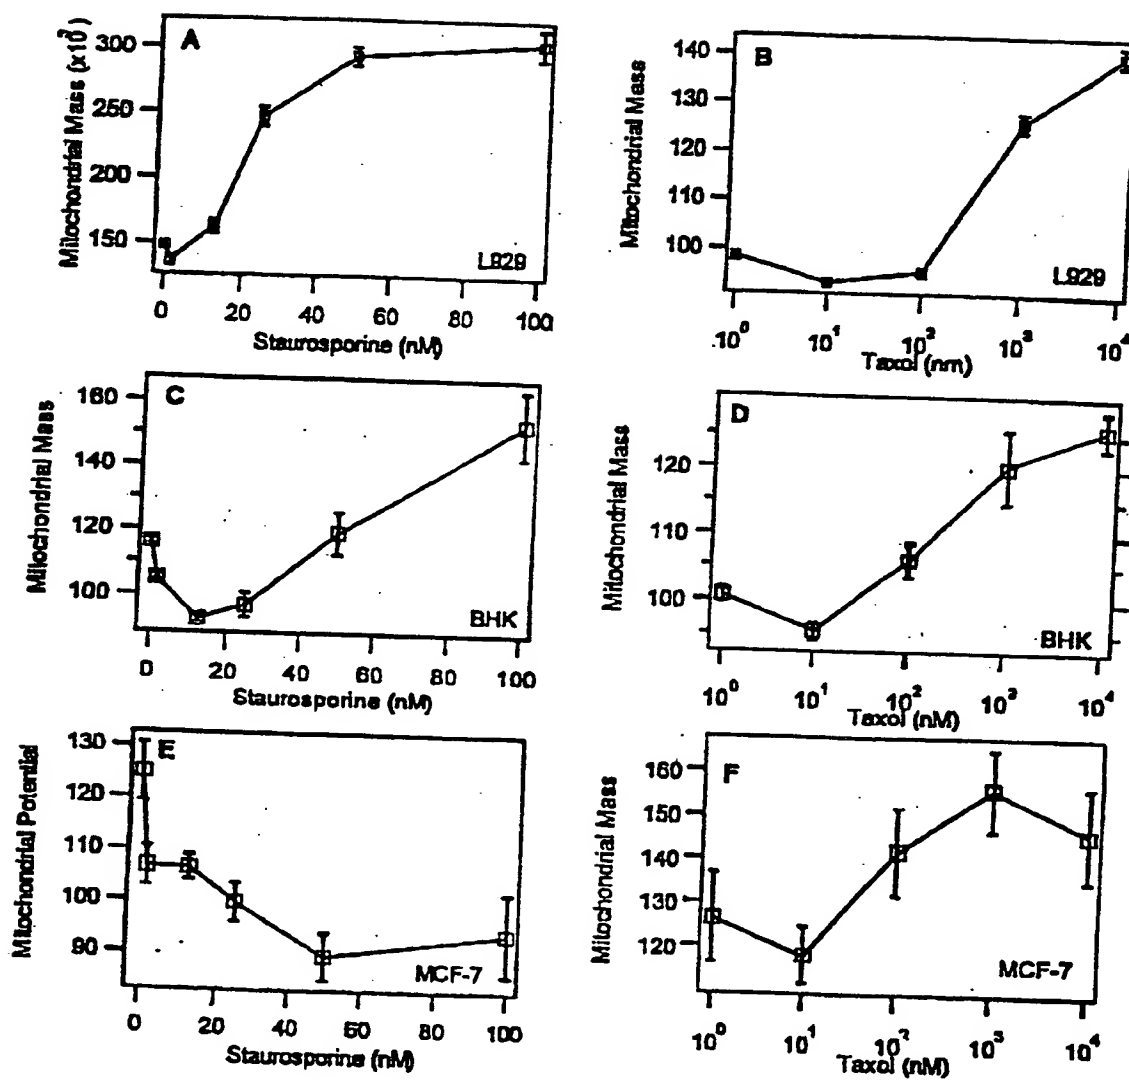 A
Mitochondrial Mass (x10³)
300
250
200
150
L929
0 20 40 60 80 100
Staurosporine (nM)
B
Mitochondrial Mass
140
130
120
110
100
L929
10⁰ 10¹ 10² 10³ 10⁴
Taxol (nm)
C
Mitochondrial Mass
160
140
120
100
BHK
0 20 40 60 80 100
Staurosporine (nM)
D
Mitochondrial Mass
120
110
100
BHK
10⁰ 10¹ 10² 10³ 10⁴
Taxol (nM)
E
Mitochondrial Potential
130
120
110
100
90
MCF-7
0 20 40 60 80 100
Staurosporine (nM)
F
Mitochondrial Mass
160
150
140
130
120
MCF-7
10⁰ 10¹ 10² 10³ 10⁴
Taxol (nM)